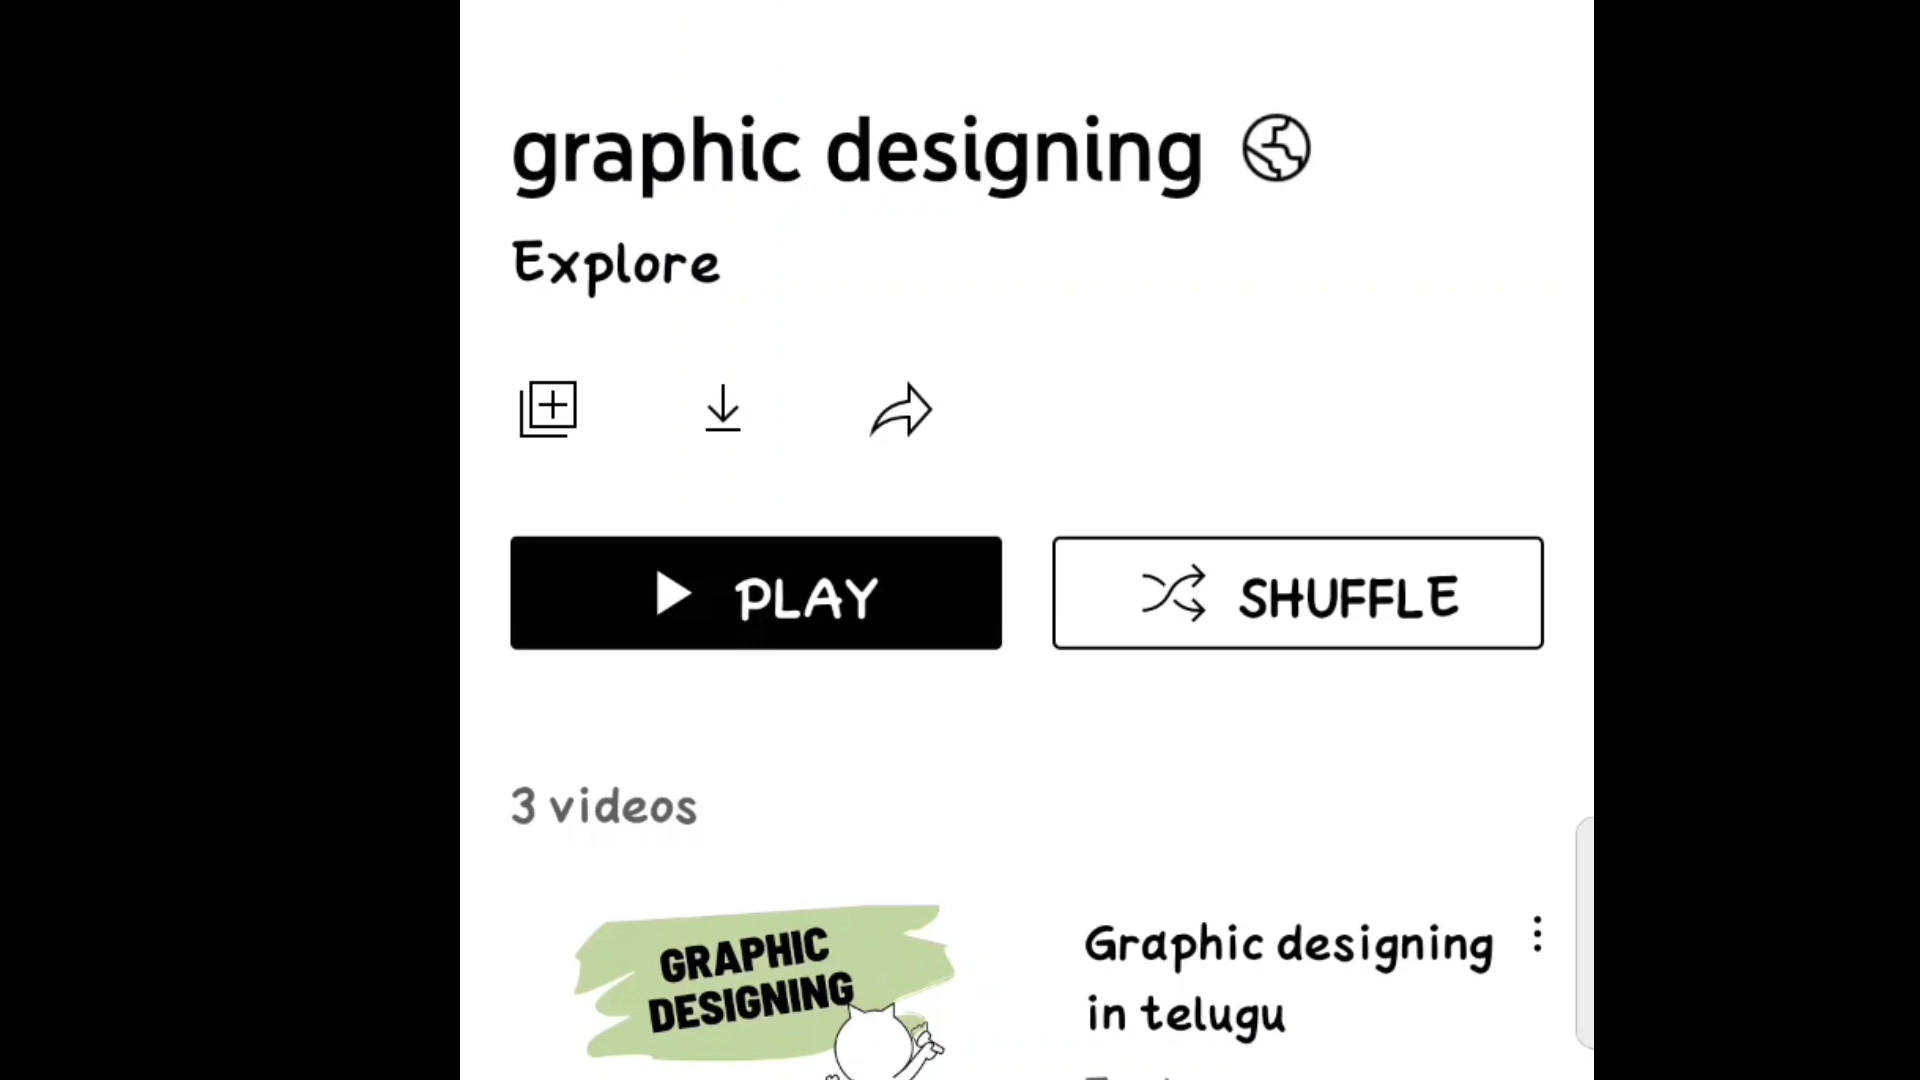 graphic designing
Explore
PLAY
SHUFFLE
3 videos
GRAPHIC
DESIGNING
Graphic designing
in telugu